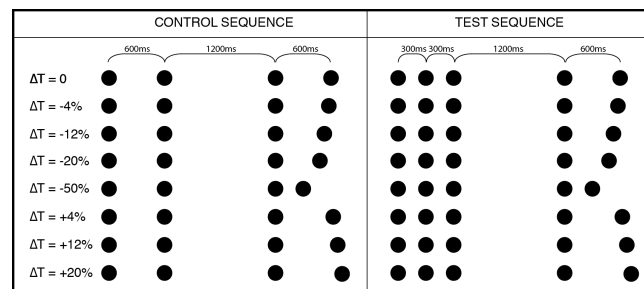 CONTROL SEQUENCE TEST SEQUENCE
600ms 1200ms 600ms 300ms 300ms 1200ms 600ms
ΔT = 0
ΔT = -4%
ΔT = -12%
ΔT = -20%
ΔT = -50%
ΔT = +4%
ΔT = +12%
ΔT = +20%